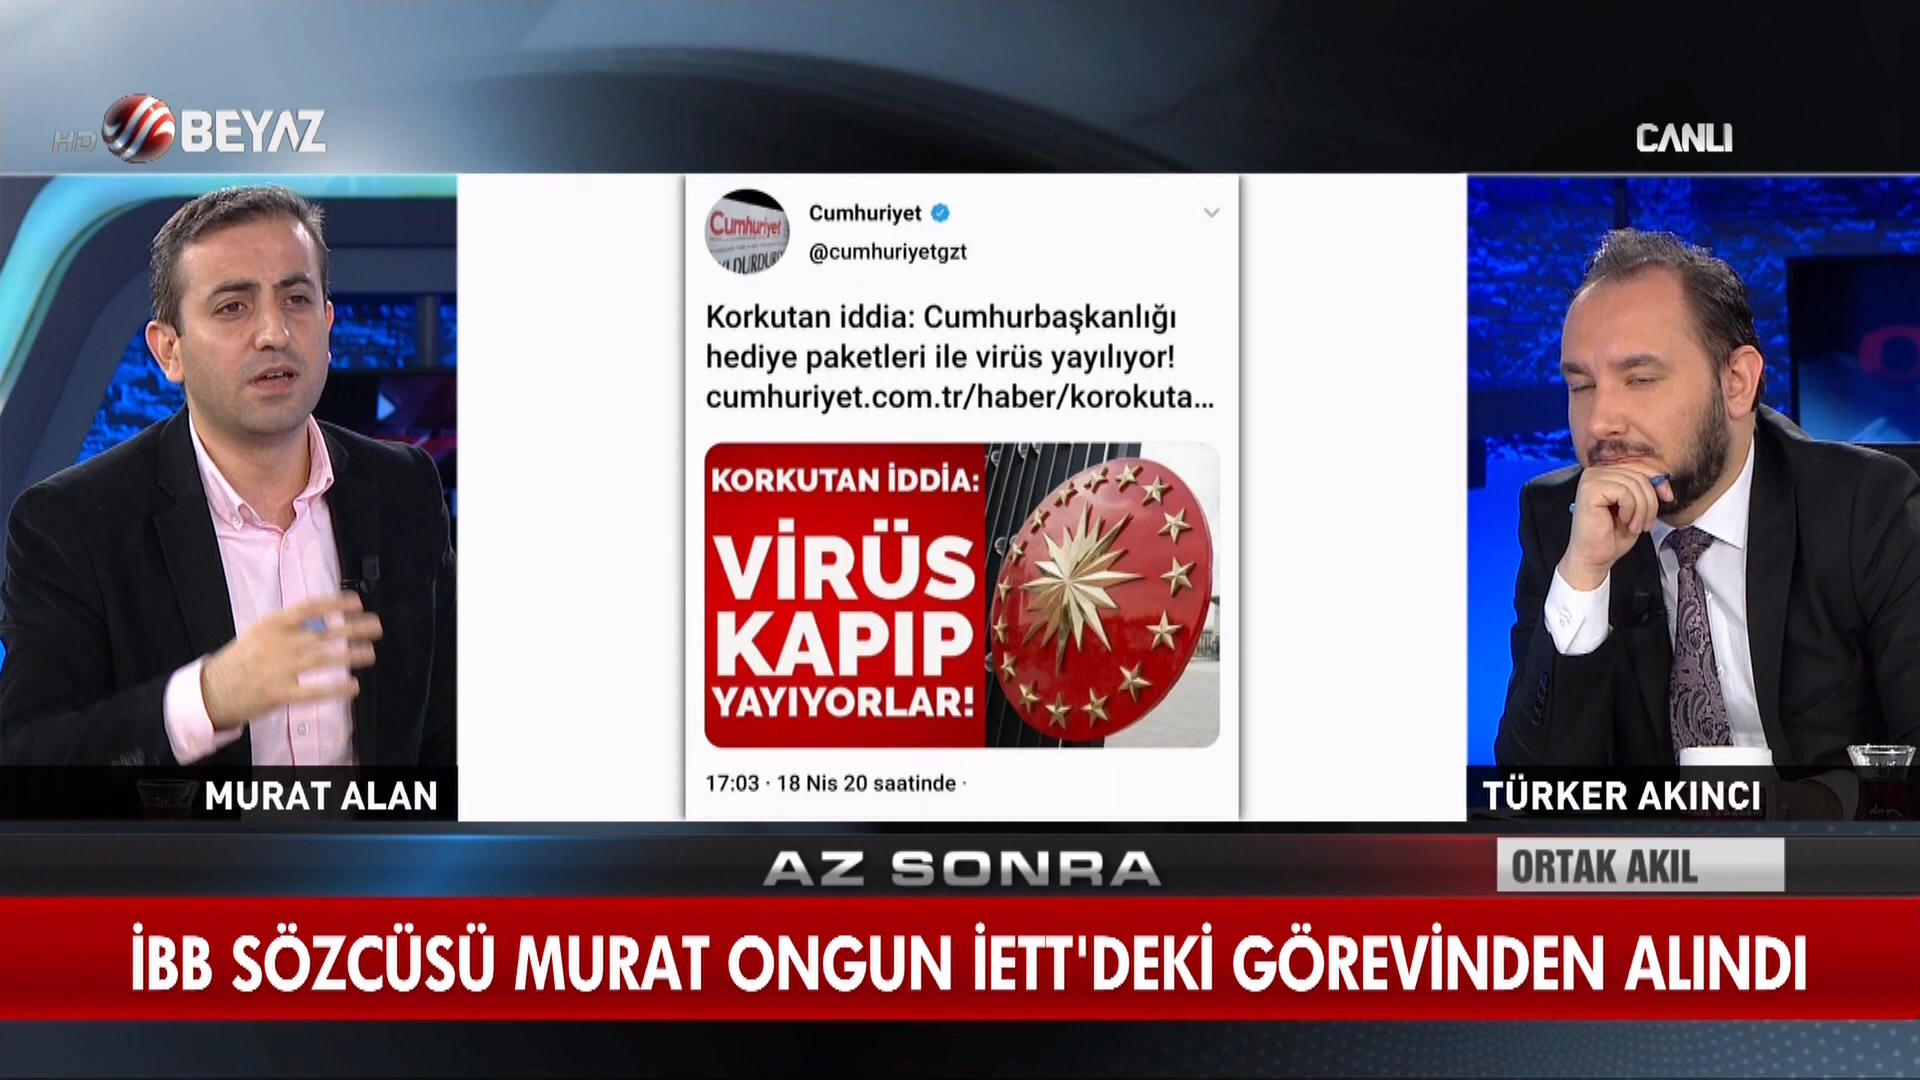 HD BEYAZ
CANLI
Cumhuriyet
@cumhuriyetgzt
Cumhuriyet
Korkutan iddia: Cumhurbaşkanlığı
hediye paketleri ile virüs yayılıyor!
cumhuriyet.com.tr/haber/korokuta...
KORKUTAN İDDİA:
VİRÜS
KAPIP
YAYIYORLAR!
17:03 · 18 Nis 20 saatinde ·
MURAT ALAN
TÜRKER AKINCI
AZ SONRA
ORTAK AKIL
İBB SÖZCÜSÜ MURAT ONGUN İETT'DEKİ GÖREVİNDEN ALINDI